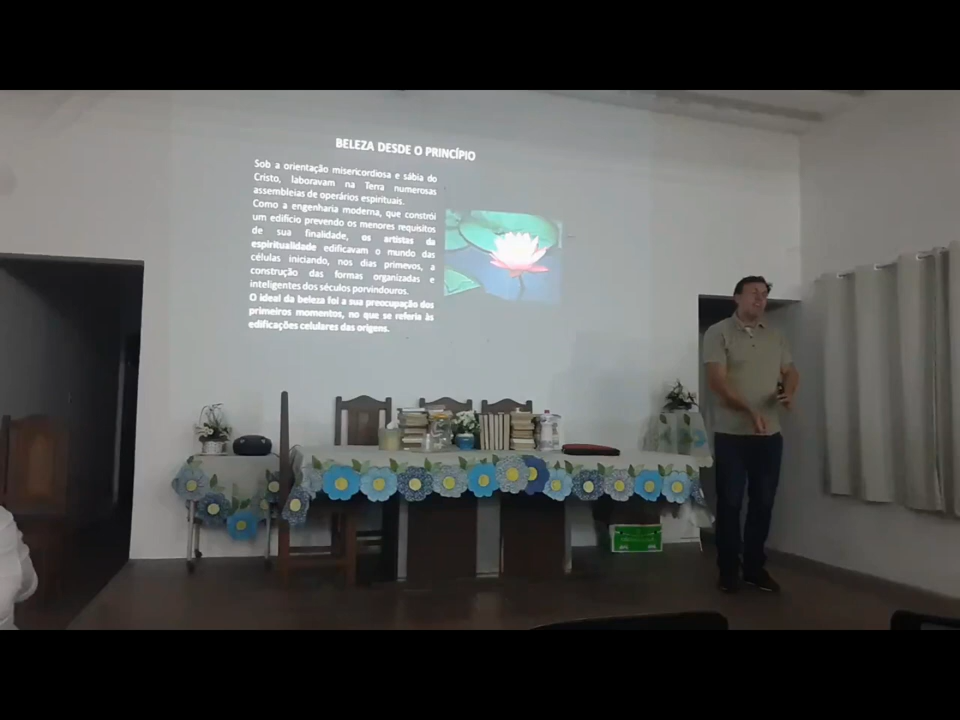 BELEZA DESDE O PRINCÍPIO
Sob a orientação misericordiosa e sábia do
Cristo, laboravam na Terra numerosas
assembleias de operários espirituais.
Como a engenharia moderna, que constrói
um edifício prevendo os menores requisitos
de sua finalidade, os artistas da
espiritualidade edificavam o mundo das
células iniciando, nos dias primevos, a
construção das formas organizadas e
inteligentes dos séculos porvindouros.
O ideal da beleza foi a sua preocupação dos
primeiros momentos, no que se referia às
edificações celulares das origens.